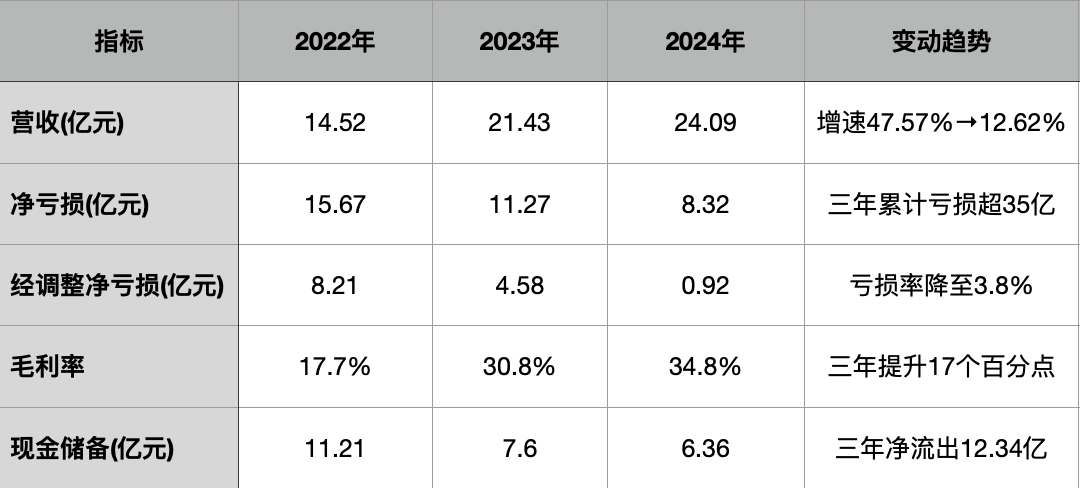 指标 2022年 2023年 2024年 变动趋势
营收(亿元) 14.52 21.43 24.09 增速47.57%→12.62%
净亏损(亿元) 15.67 11.27 8.32 三年累计亏损超35亿
经调整净亏损(亿元) 8.21 4.58 0.92 亏损率降至3.8%
毛利率 17.7% 30.8% 34.8% 三年提升17个百分点
现金储备(亿元) 11.21 7.6 6.36 三年净流出12.34亿